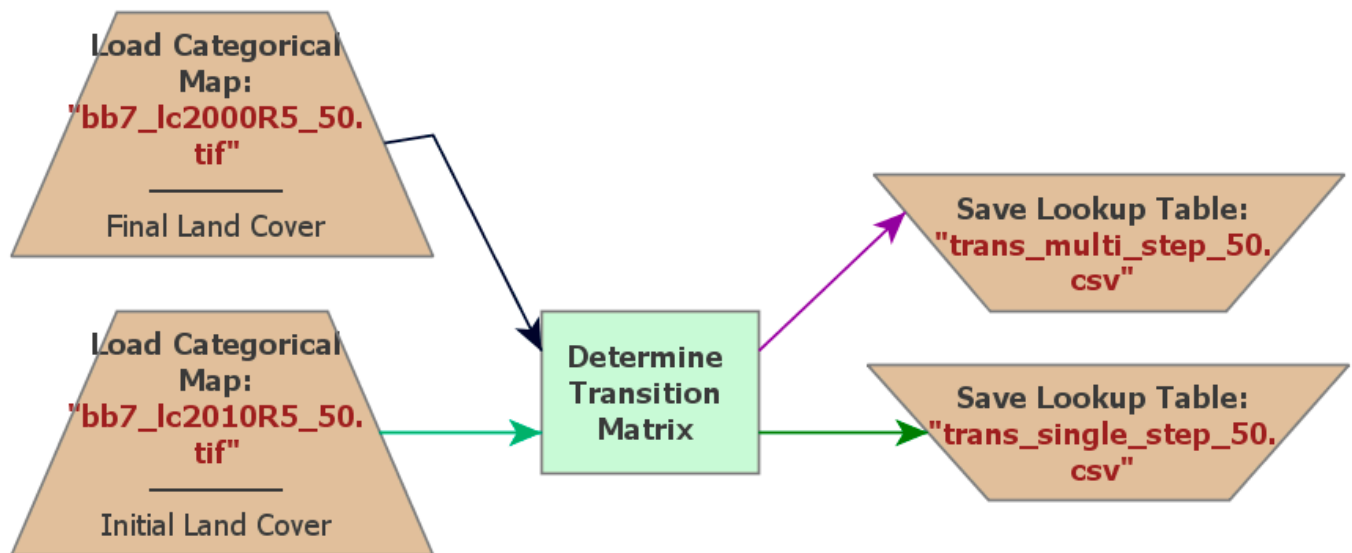 Load Categorical
Map:
"bb7_lc2000R5_50.
tif"
Final Land Cover
Load Categorical
Map:
"bb7_lc2010R5_50.
tif"
Initial Land Cover
Determine
Transition
Matrix
Save Lookup Table:
"trans_multi_step_50.
csv"
Save Lookup Table:
"trans_single_step_50.
csv"